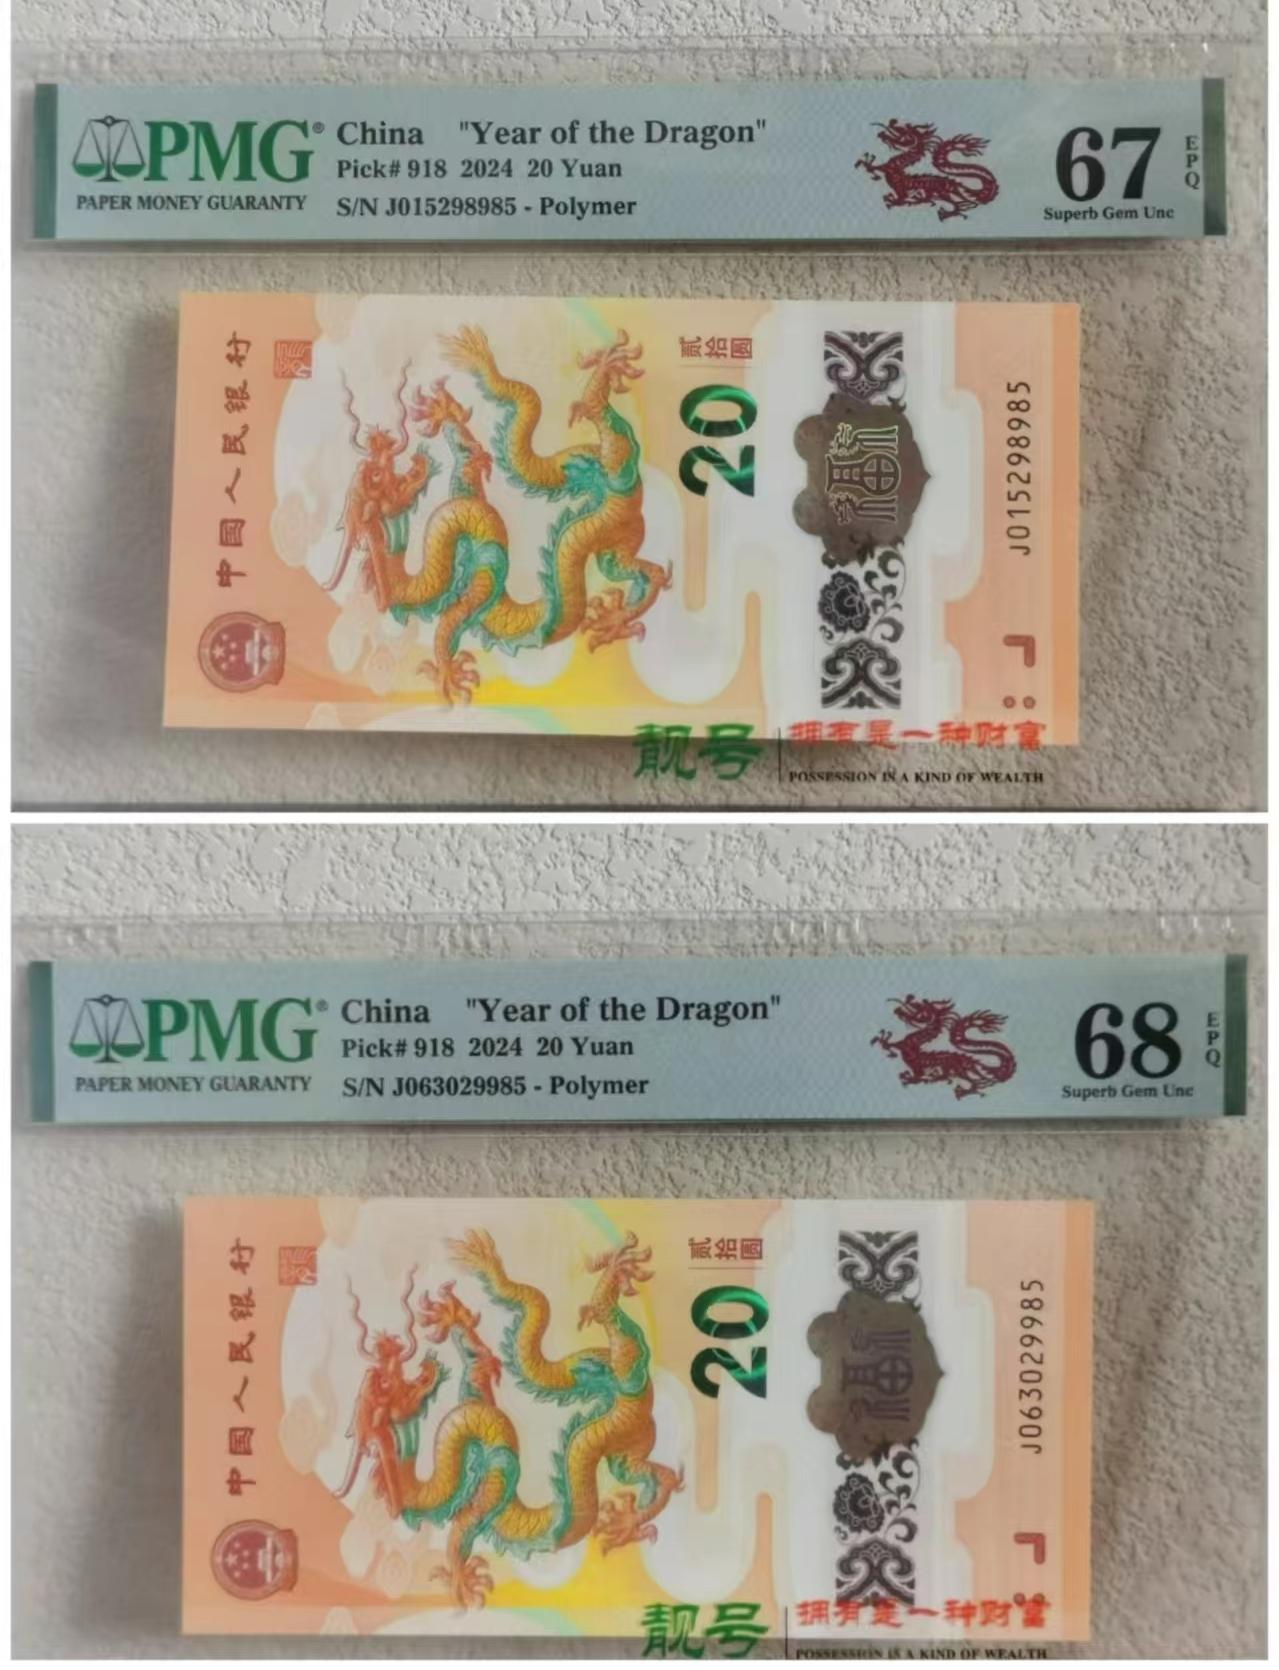 PMG®
PAPER MONEY GUARANTY
China "Year of the Dragon"
Pick# 918 2024 20 Yuan
S/N J015298985 - Polymer
67
EPQ
Superb Gem Unc
中国人民银行
贰拾圆
20
福
J015298985
靓号
拥有是一种财富
POSSESSION IS A KIND OF WEALTH
PMG®
PAPER MONEY GUARANTY
China "Year of the Dragon"
Pick# 918 2024 20 Yuan
S/N J063029985 - Polymer
68
EPQ
Superb Gem Unc
中国人民银行
贰拾圆
20
福
J063029985
靓号
拥有是一种财富
POSSESSION IS A KIND OF WEALTH